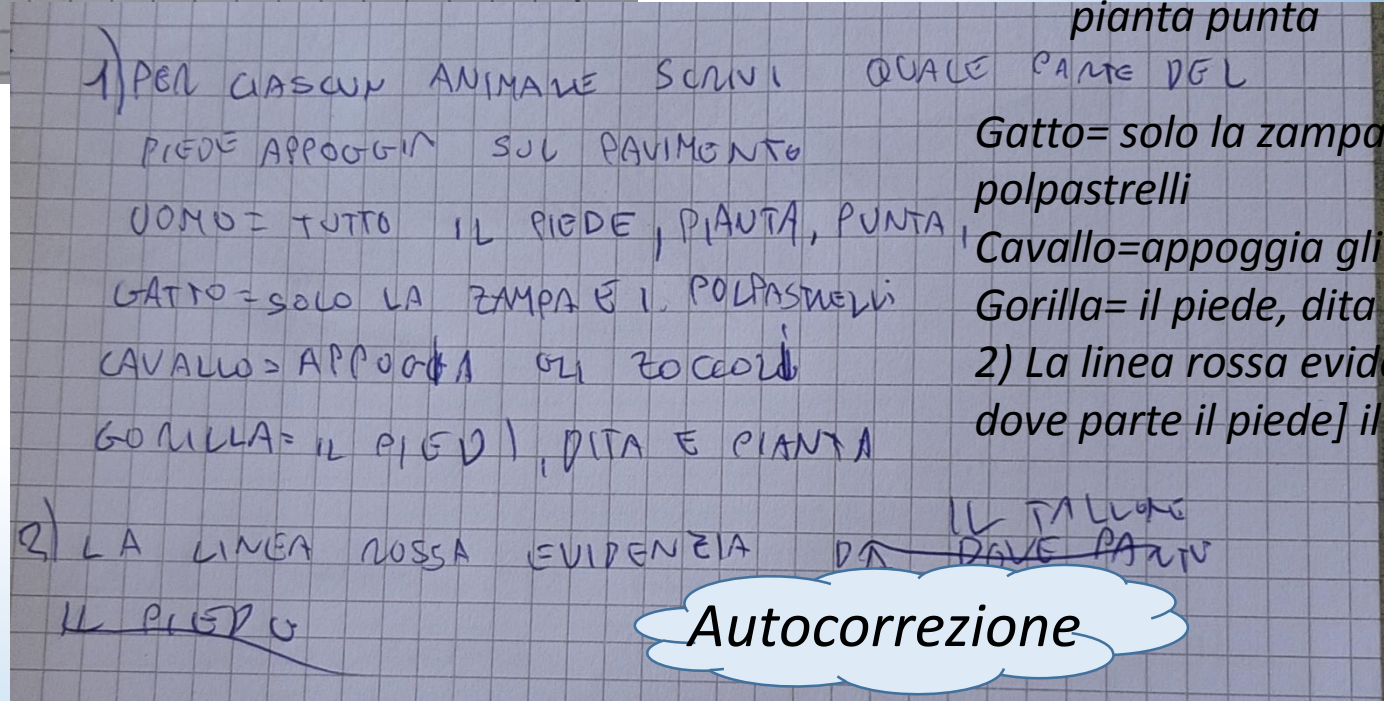 pianta punta
1) PER CIASCUN ANIMALE SCRIVI QUALE PARTE DEL
PIEDE APPOGGIA SUL PAVIMENTO
UOMO= TUTTO IL PIEDE, PIANTA, PUNTA,
GATTO= SOLO LA ZAMPA E I POLPASTRELLI
CAVALLO= APPOGGIA GLI ZOCCOLI
GORILLA= IL PIEDI, DITA E PIANTA
IL TALLONE
2) LA LINEA ROSSA EVIDENZIA DA DOVE PARTE
IL PIEDE
Gatto= solo la zampa
polpastrelli
Cavallo=appoggia gli
Gorilla= il piede, dita
2) La linea rossa evid
dove parte il piede] il
Autocorrezione